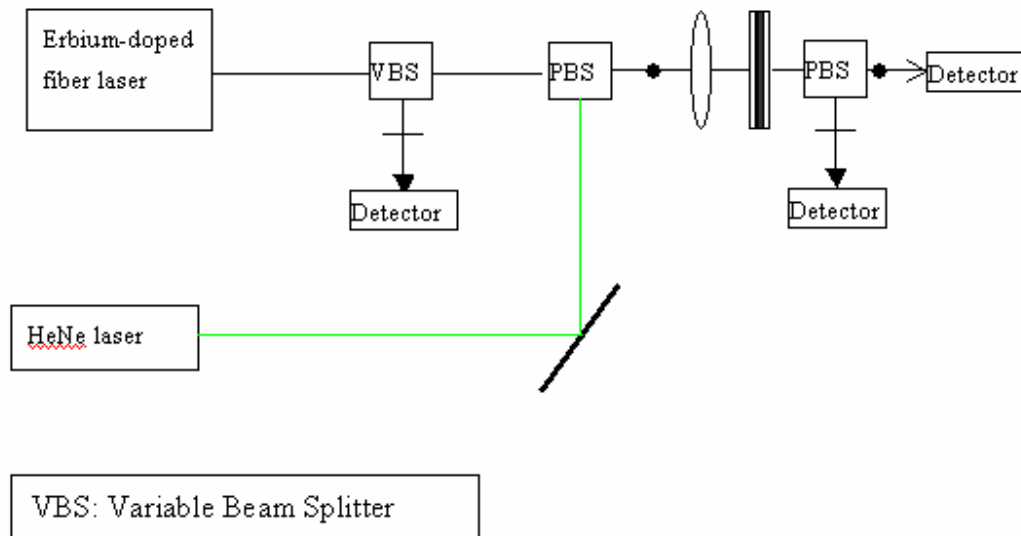 Erbium-doped
fiber laser
VBS
PBS
PBS
Detector
Detector
Detector
HeNe laser
VBS: Variable Beam Splitter